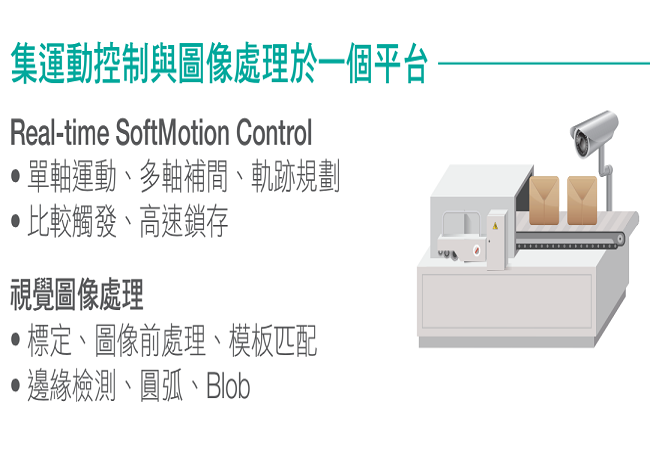 集運動控制與圖像處理於一個平台
Real-time SoftMotion Control
• 單軸運動、多軸補間、軌跡規劃
• 比較觸發、高速鎖存
視覺圖像處理
• 標定、圖像前處理、模板匹配
• 邊緣檢測、圓弧、Blob